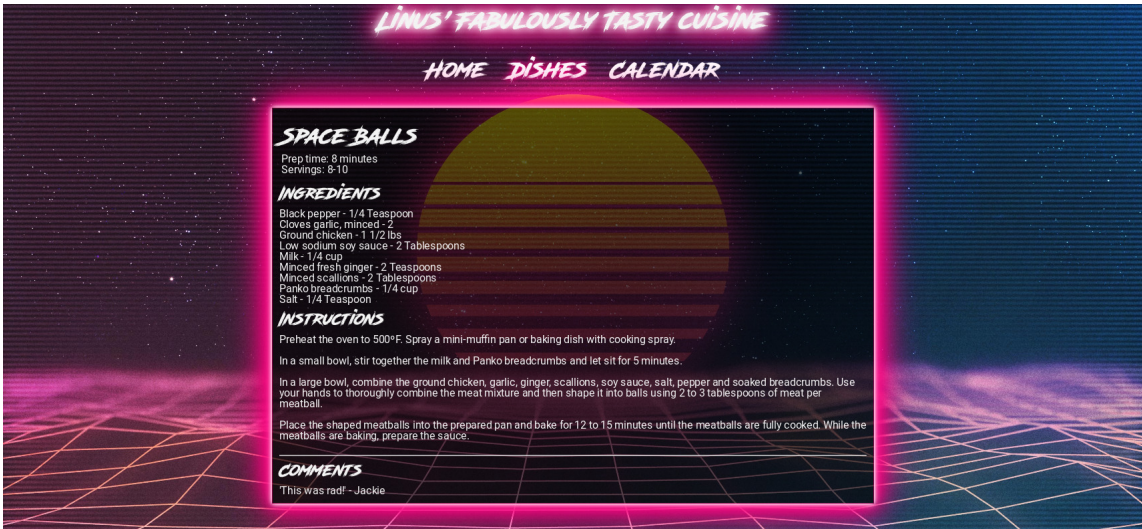 Linus' Fabulously Tasty Cuisine
Home Dishes Calendar
Space Balls
Prep time: 8 minutes
Servings: 8-10
Ingredients
Black pepper - 1/4 Teaspoon
Cloves garlic, minced - 2
Ground chicken - 1 1/2 lbs
Low sodium soy sauce - 2 Tablespoons
Milk - 1/4 cup
Minced fresh ginger - 2 Teaspoons
Minced scallions - 2 Tablespoons
Panko breadcrumbs - 1/4 cup
Salt - 1/4 Teaspoon
Instructions
Preheat the oven to 500ºF. Spray a mini-muffin pan or baking dish with cooking spray.
In a small bowl, stir together the milk and Panko breadcrumbs and let sit for 5 minutes.
In a large bowl, combine the ground chicken, garlic, ginger, scallions, soy sauce, salt, pepper and soaked breadcrumbs. Use
your hands to thoroughly combine the meat mixture and then shape it into balls using 2 to 3 tablespoons of meat per
meatball.
Place the shaped meatballs into the prepared pan and bake for 12 to 15 minutes until the meatballs are fully cooked. While the
meatballs are baking, prepare the sauce.
Comments
'This was rad!' - Jackie